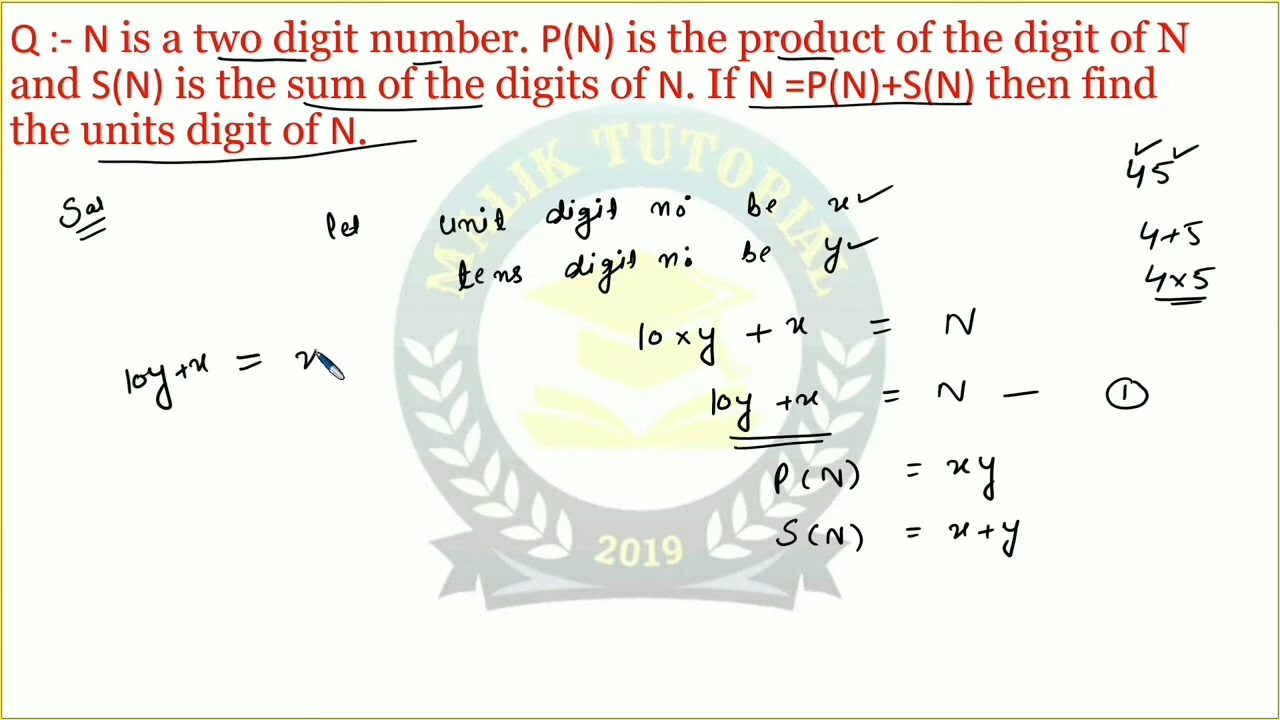 Q :- N is a two digit number. P(N) is the product of the digit of N
and S(N) is the sum of the digits of N. If N =P(N)+S(N) then find
the units digit of N.
45
Sol
let unit digit no be x
4+5
tens digit no be y
4×5
10×y + x = N
10y+x = x
10y +x = N — ①
P(N) = xy
S(N) = x+y
MALIK TUTORIAL
2019